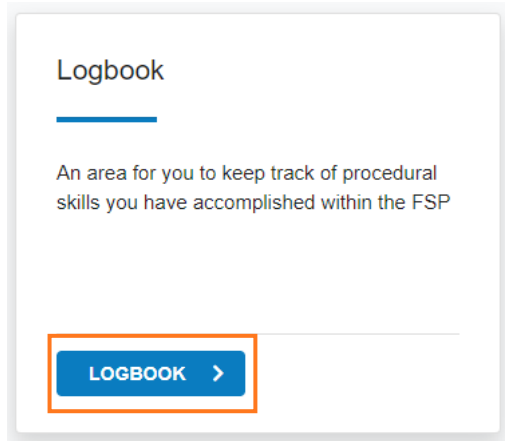 Logbook
An area for you to keep track of procedural
skills you have accomplished within the FSP
LOGBOOK